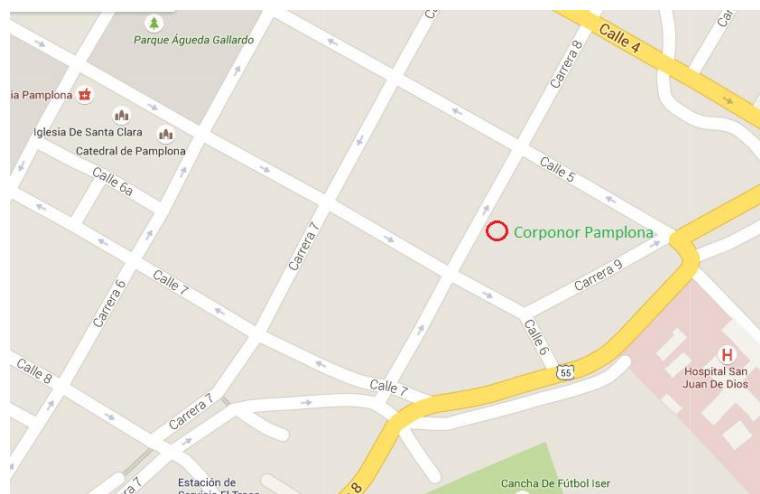 Parque Águeda Gallardo
Calle 4
Carrera 8
ia Pamplona
Iglesia De Santa Clara
Catedral de Pamplona
Calle 6a
Calle 5
Carrera 7
Corponor Pamplona
Carrera 9
Calle 7
Carrera 6
Calle 6
55
H
Hospital San
Juan De Dios
Calle 8
Calle 7
Carrera 7
a 7
8
Estación de
Cancha De Fútbol Iser